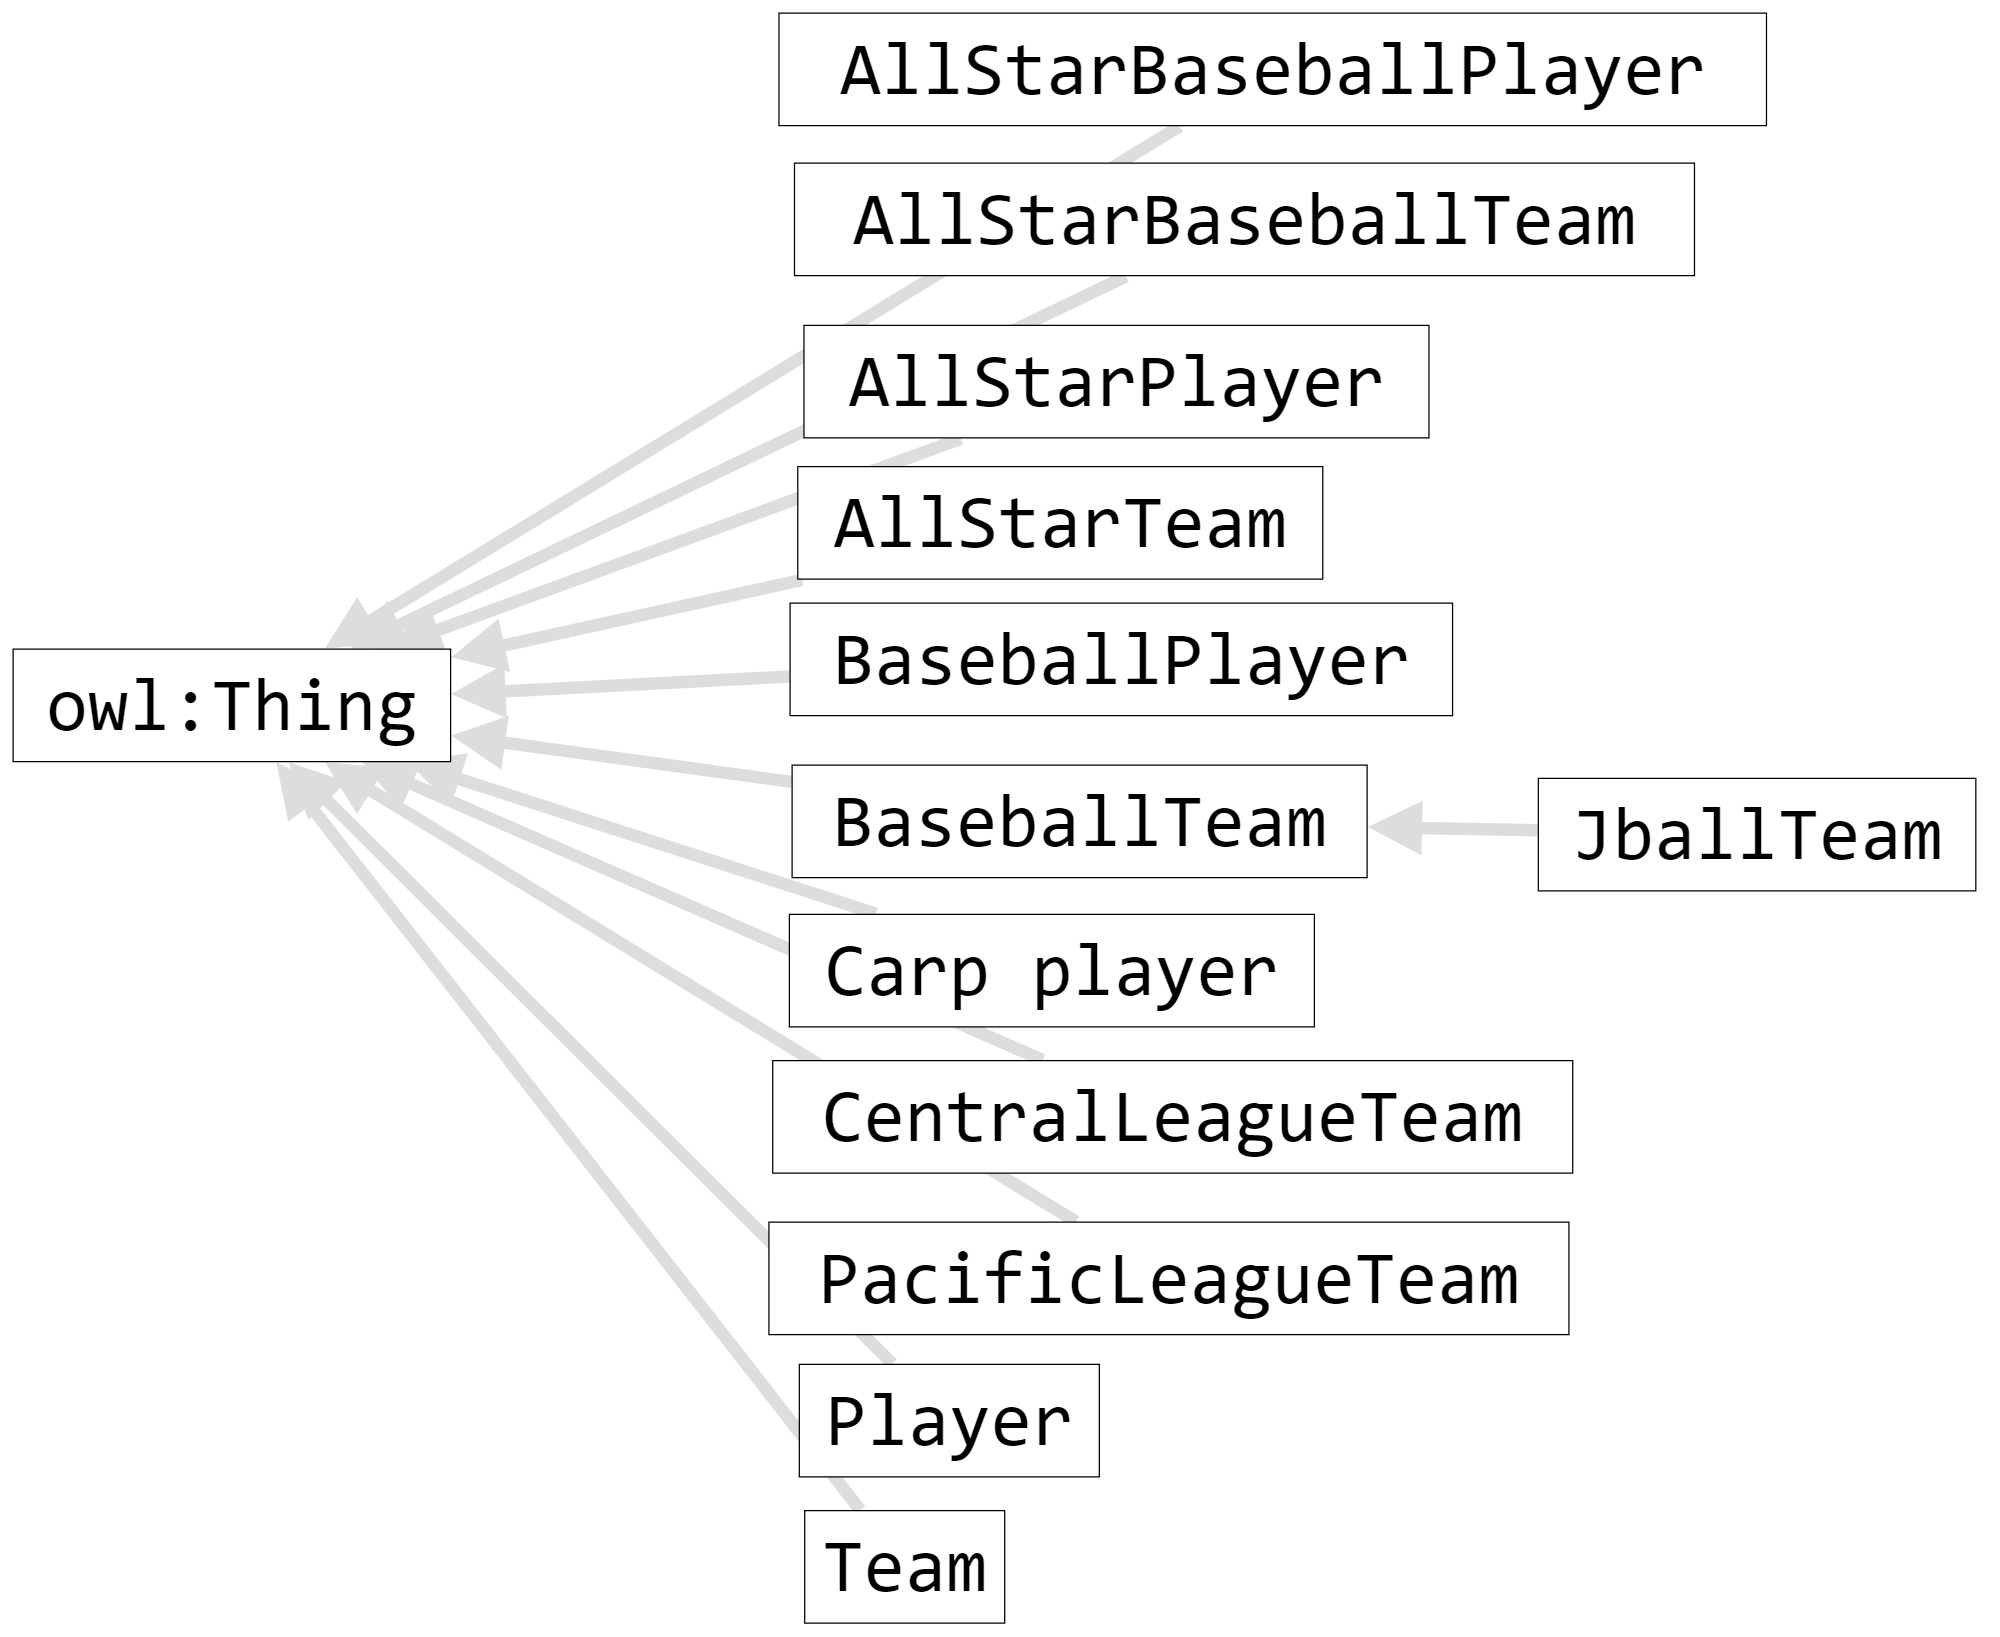 AllStarBaseballPlayer
AllStarBaseballTeam
AllStarPlayer
AllStarTeam
BaseballPlayer
owl:Thing
BaseballTeam
JballTeam
Carp player
CentralLeagueTeam
PacificLeagueTeam
Player
Team